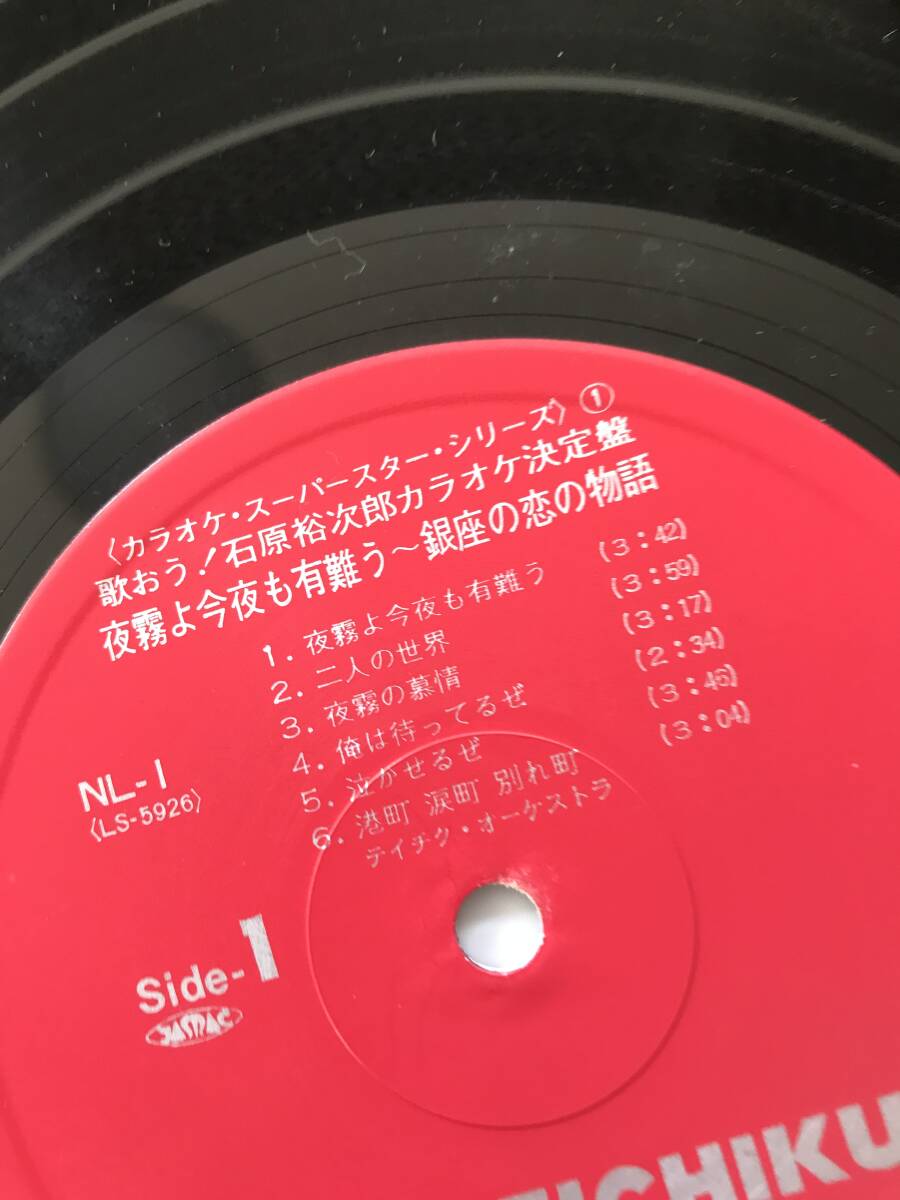 〈カラオケ・スーパースター・シリーズ〉①
歌おう!石原裕次郎カラオケ決定盤
夜霧よ今夜も有難う～銀座の恋の物語
1. 夜霧よ今夜も有難う (3:42)
2. 二人の世界 (3:59)
3. 夜霧の慕情 (3:17)
4. 俺は待ってるぜ (2:34)
5. 泣かせるぜ (3:46)
6. 港町 涙町 別れ町 (3:04)
テイチク・オーケストラ
NL-1
〈LS-5926〉
Side-1
JASRAC
EICHIKU